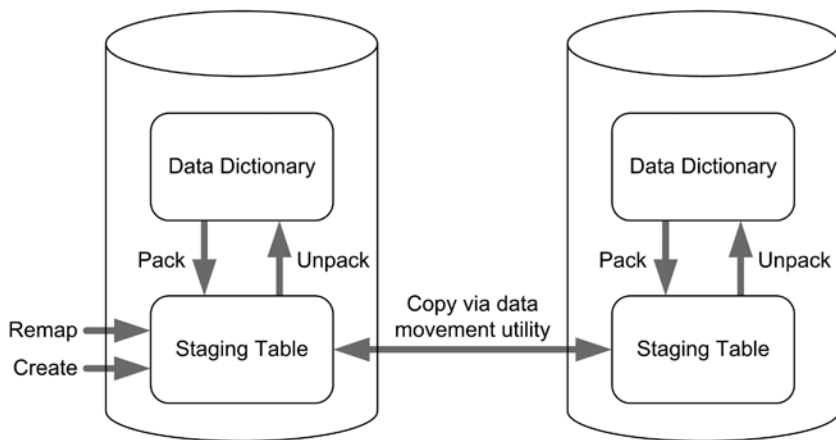 Data Dictionary
Data Dictionary
Pack
Unpack
Pack
Unpack
Copy via data
movement utility
Remap
Create
Staging Table
Staging Table